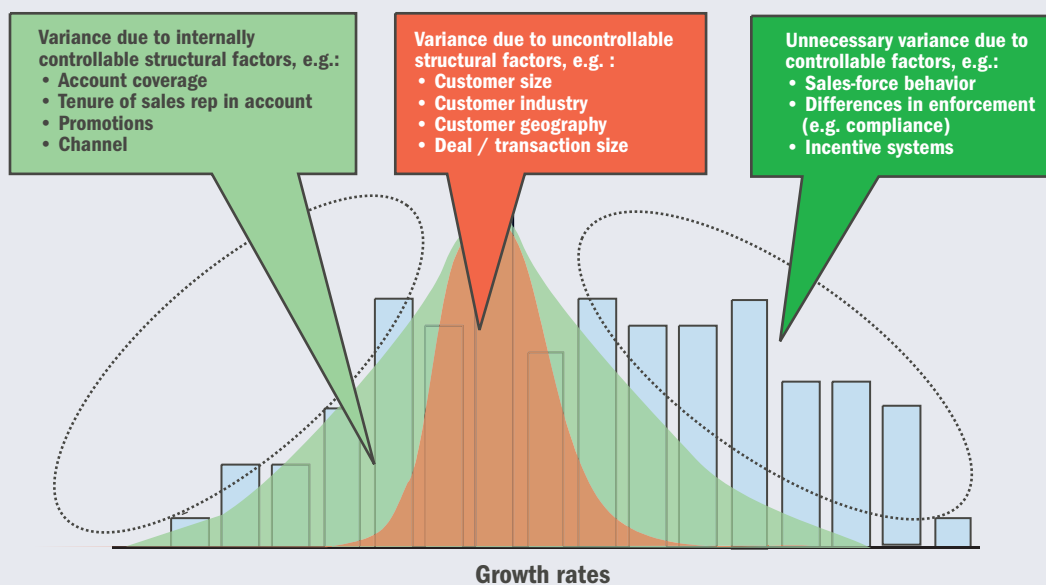 Variance due to internally
controllable structural factors, e.g.:
• Account coverage
• Tenure of sales rep in account
• Promotions
• Channel
Variance due to uncontrollable
structural factors, e.g. :
• Customer size
• Customer industry
• Customer geography
• Deal / transaction size
Unnecessary variance due to
controllable factors, e.g.:
• Sales-force behavior
• Differences in enforcement
(e.g. compliance)
• Incentive systems
Growth rates